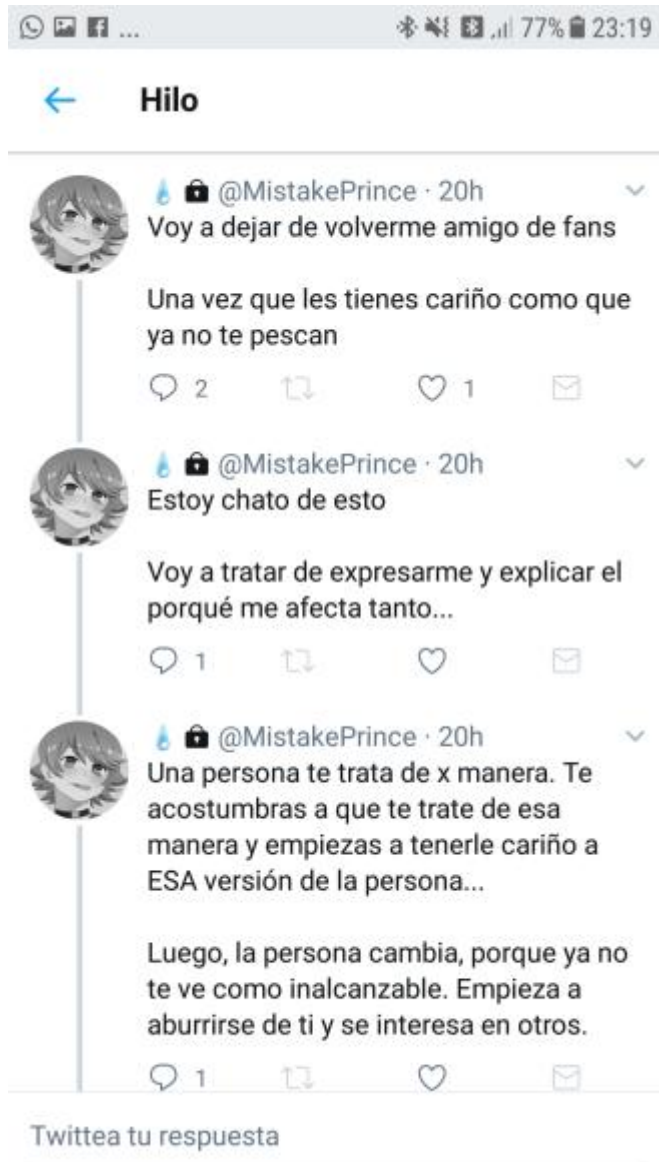 ... 77% 23:19
Hilo
@MistakePrince · 20h
Voy a dejar de volverme amigo de fans
Una vez que les tienes cariño como que
ya no te pescan
2 1
@MistakePrince · 20h
Estoy chato de esto
Voy a tratar de expresarme y explicar el
porqué me afecta tanto...
1
@MistakePrince · 20h
Una persona te trata de x manera. Te
acostumbras a que te trate de esa
manera y empiezas a tenerle cariño a
ESA versión de la persona...
Luego, la persona cambia, porque ya no
te ve como inalcanzable. Empieza a
aburrirse de ti y se interesa en otros.
1
Twittea tu respuesta